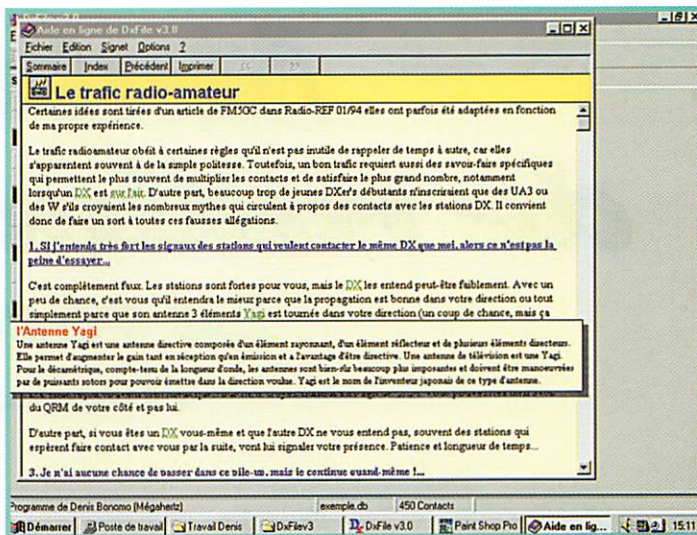 Aide en ligne de DxFile v3.0
Fichier Edition Signet Options ?
Sommaire Index Précédent Imprimer << >>
Le trafic radio-amateur
Certaines idées sont tirées d'un article de FM5GC dans Radio-REF 01/94 elles ont parfois été adaptées en fonction
de ma propre expérience.
Le trafic radioamateur obéit à certaines règles qu'il n'est pas inutile de rappeler de temps à autre, car elles
s'apparentent souvent à de la simple politesse. Toutefois, un bon trafic requiert aussi des savoir-faire spécifiques
qui permettent le plus souvent de multiplier les contacts et de satisfaire le plus grand nombre, notamment
lorsqu'un DX est sur l'air. D'autre part, beaucoup trop de jeunes DXer's débutants n'inscriraient que des UA3 ou
des W s'ils croyaient les nombreux mythes qui circulent à propos des contacts avec les stations DX. Il convient
donc de faire un sort à toutes ces fausses allégations.
1. Si j'entends très fort les signaux des stations qui veulent contacter le même DX que moi, alors ce n'est pas la
peine d'essayer...
C'est complètement faux. Les stations sont fortes pour vous, mais le DX les entend peut-être faiblement. Avec un
peu de chance, c'est vous qu'il entendra le mieux parce que la propagation est bonne dans votre direction ou tout
simplement parce que son antenne 3 éléments Yagi est tournée dans votre direction (un coup de chance, mais ça
l'Antenne Yagi
Une antenne Yagi est une antenne directive composée d'un élément rayonnant, d'un élément réflecteur et de plusieurs éléments directeurs.
Elle permet d'augmenter le gain tant en réception qu'en émission et a l'avantage d'être directive. Une antenne de télévision est une Yagi.
Pour le décamétrique, compte-tenu de la longueur d'onde, les antennes sont bien-sûr beaucoup plus imposantes et doivent être manoeuvrées
par de puissants rotors pour pouvoir émettre dans la direction voulue. Yagi est le nom de l'inventeur japonais de ce type d'antenne.
du QRM de votre côté et pas lui.
D'autre part, si vous êtes un DX vous-même et que l'autre DX ne vous entend pas, souvent des stations qui
espèrent faire contact avec vous par la suite, vont lui signaler votre présence. Patience et longueur de temps...
3. Je n'ai aucune chance de passer dans ce pile-up, mais je continue quand-même !...
Programme de Denis Bonomo (Mégahertz) exemple.db 450 Contacts
Démarrer Poste de travail Travail Denis DxFilev3 DxFile v3.0 Paint Shop Pro Aide en lig... 15:11